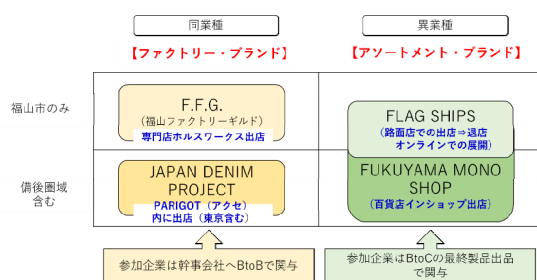 同業種
異業種
【ファクトリー・ブランド】
【アソートメント・ブランド】
福山市のみ
F.F.G.
（福山ファクトリーギルド）
専門店ホルスワークス出店
FLAG SHIPS
（路面店での出店⇒退店
オンラインでの展開）
備後圏域
含む
JAPAN DENIM
PROJECT
PARIGOT（アクセ）
内に出店（東京含む）
FUKUYAMA MONO
SHOP
（百貨店インショップ出店）
参加企業は幹事会社へBtoBで関与
参加企業はBtoCの最終製品出品
で関与